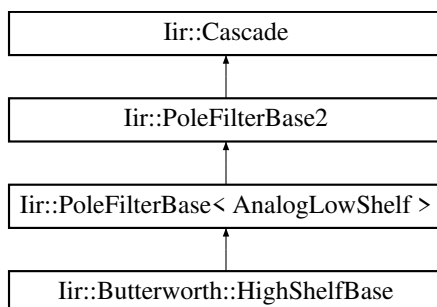 Iir::Cascade
Iir::PoleFilterBase2
Iir::PoleFilterBase< AnalogLowShelf >
Iir::Butterworth::HighShelfBase